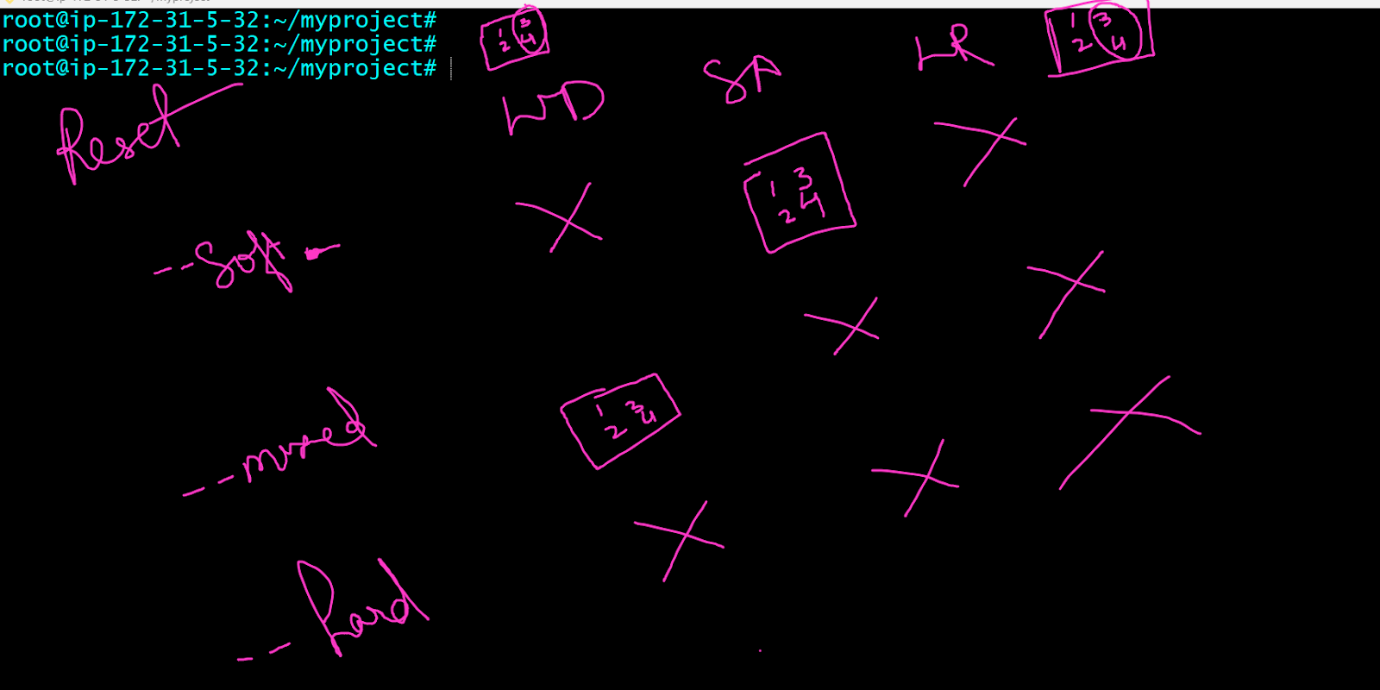 root@ip-172-31-5-32:~/myproject#
root@ip-172-31-5-32:~/myproject#
root@ip-172-31-5-32:~/myproject#
1 3
2 4
WD
SA
LR
1 3
2 4
Reset
1 3
2 4
--soft -
1 3
2 4
--mixed
--hard